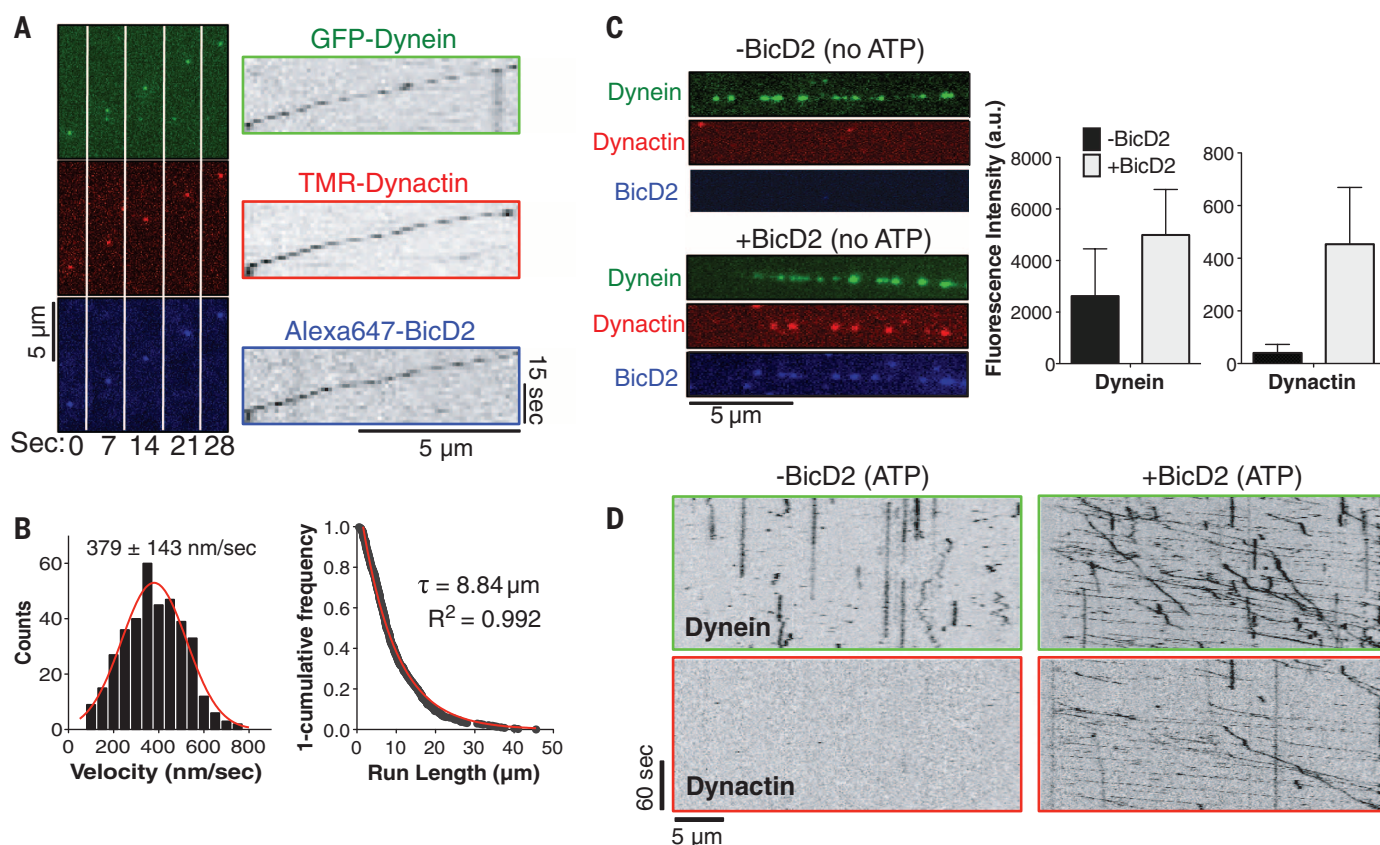 A
GFP-Dynein
TMR-Dynactin
Alexa647-BicD2
5 µm
15 sec
Sec: 0 7 14 21 28
5 µm
B
379 ± 143 nm/sec
Counts
60
40
20
0
0 200 400 600 800
Velocity (nm/sec)
1-cumulative frequency
1.0
0.8
0.6
0.4
0.2
0.0
τ = 8.84 µm
R² = 0.992
0 10 20 30 40 50
Run Length (µm)
C
-BicD2 (no ATP)
Dynein
Dynactin
BicD2
+BicD2 (no ATP)
Dynein
Dynactin
BicD2
5 µm
Fluorescence Intensity (a.u.)
-BicD2
+BicD2
8000
6000
4000
2000
0
Dynein
800
600
400
200
0
Dynactin
D
-BicD2 (ATP)
+BicD2 (ATP)
Dynein
Dynactin
60 sec
5 µm